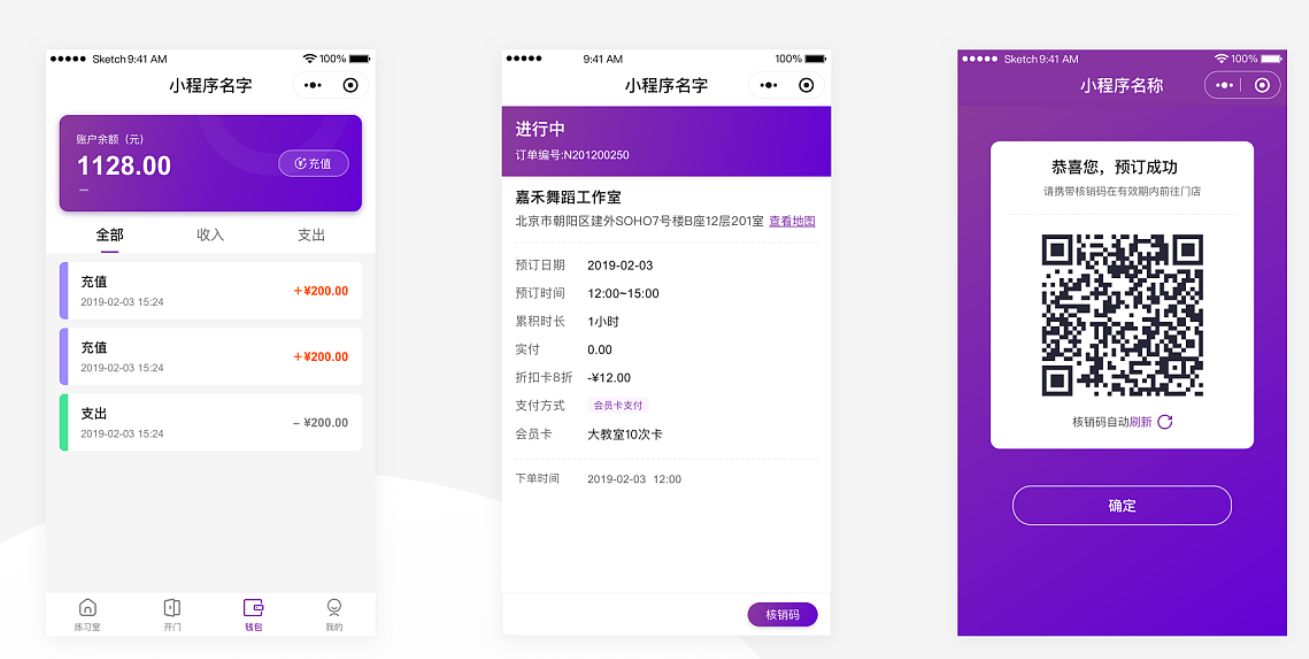 Sketch 9:41 AM 100%
小程序名字
账户余额（元）
1128.00
充值
全部 收入 支出
充值
2019-02-03 15:24
+¥200.00
充值
2019-02-03 15:24
+¥200.00
支出
2019-02-03 15:24
- ¥200.00
练习室 开门 钱包 我的
9:41 AM 100%
小程序名字
进行中
订单编号:N201200250
嘉禾舞蹈工作室
北京市朝阳区建外SOHO7号楼B座12层201室 查看地图
预订日期 2019-02-03
预订时间 12:00~15:00
累积时长 1小时
实付 0.00
折扣卡8折 -¥12.00
支付方式 会员卡支付
会员卡 大教室10次卡
下单时间 2019-02-03 12:00
核销码
Sketch 9:41 AM 100%
小程序名称
恭喜您，预订成功
请携带核销码在有效期内前往门店
核销码自动刷新
确定